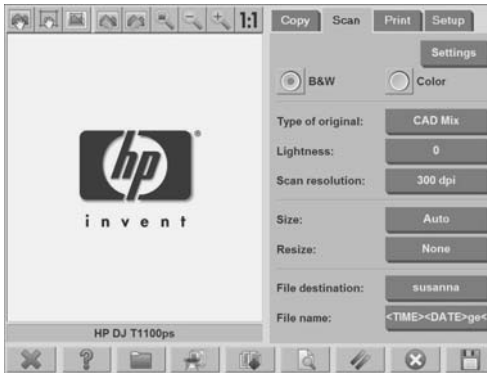 1:1
Copy Scan Print Setup
Settings
B&W Color
Type of original: CAD Mix
Lightness: 0
Scan resolution: 300 dpi
Size: Auto
Resize: None
File destination: susanna
File name: <TIME><DATE>ge<
hp
®
invent
HP DJ T1100ps
?